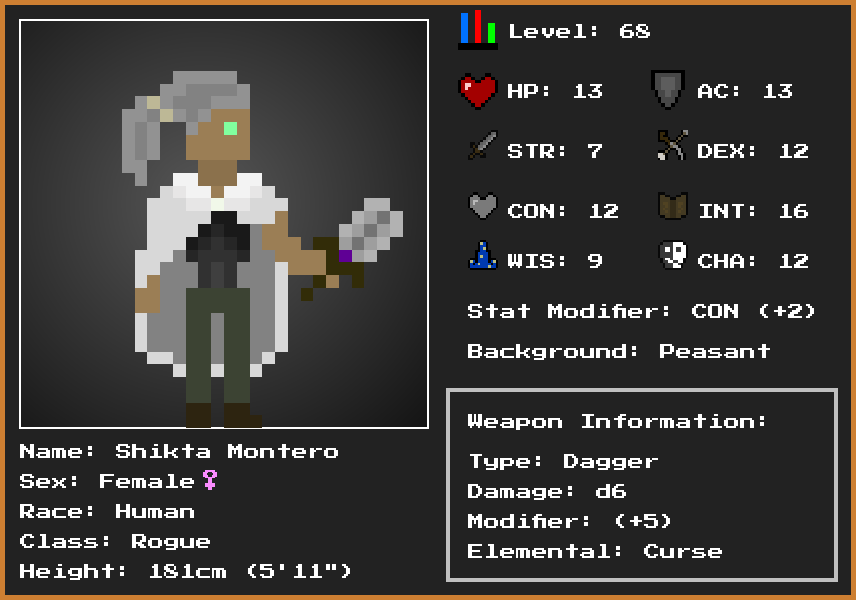 Level: 68
HP: 13 AC: 13
STR: 7 DEX: 12
CON: 12 INT: 16
WIS: 9 CHA: 12
Stat Modifier: CON (+2)
Background: Peasant
Weapon Information:
Type: Dagger
Damage: d6
Modifier: (+5)
Elemental: Curse
Name: Shikta Montero
Sex: Female♀
Race: Human
Class: Rogue
Height: 181cm (5'11")